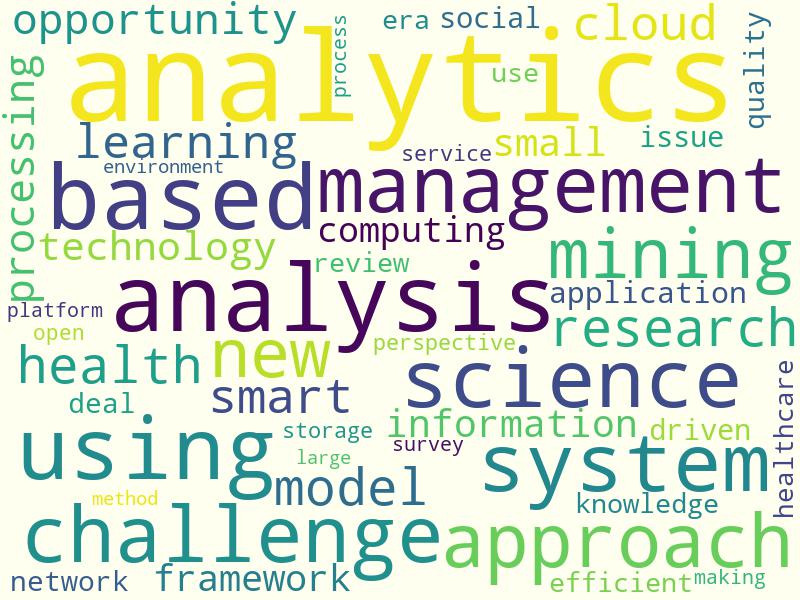 opportunity
process
era
social
cloud
quality
analytics
use
processing
learning
environment
service
small
issue
based
management
computing
technology
review
mining
platform
analysis
application
open
perspective
research
health
new
science
deal
smart
healthcare
storage
information
driven
survey
using
large
system
method
model
knowledge
challenge
approach
network
framework
efficient
making